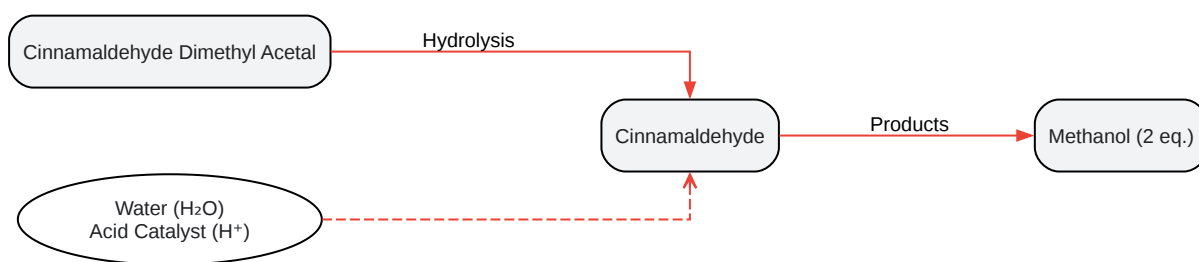 Cinnamaldehyde Dimethyl Acetal
Hydrolysis
Cinnamaldehyde
Products
Methanol (2 eq.)
Water (H₂O)
Acid Catalyst (H⁺)